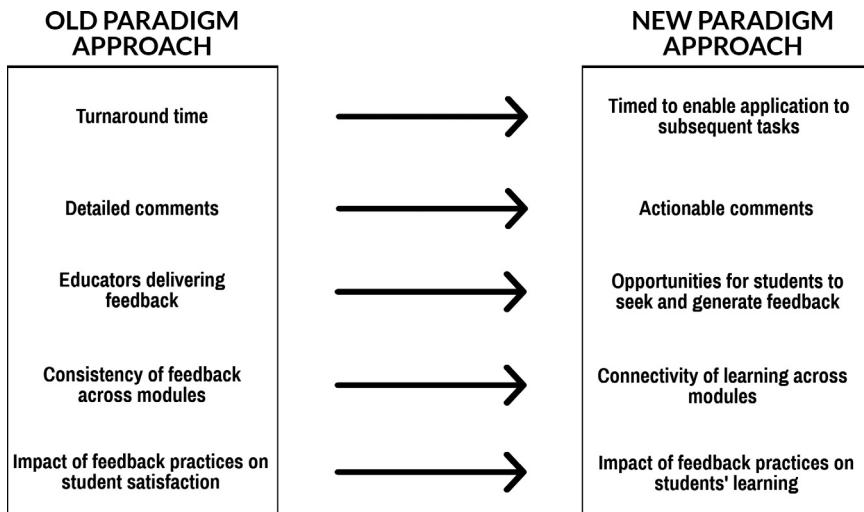 OLD PARADIGM
APPROACH
NEW PARADIGM
APPROACH
Turnaround time
Timed to enable application to
subsequent tasks
Detailed comments
Actionable comments
Educators delivering
feedback
Opportunities for students to
seek and generate feedback
Consistency of feedback
across modules
Connectivity of learning across
modules
Impact of feedback practices on
student satisfaction
Impact of feedback practices on
students' learning